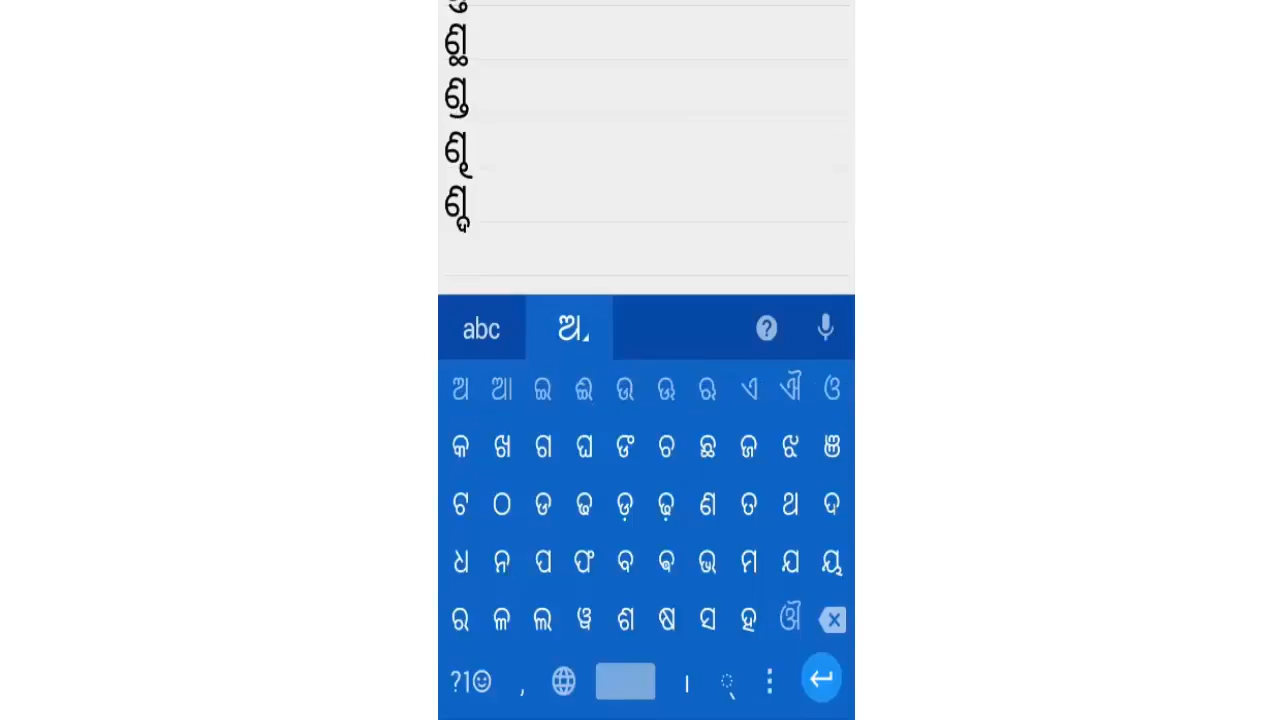 ଣ୍ଡ
ଣ୍ଦ
abc ଅ
ଅ ଆ ଇ ଈ ଉ ଊ ଋ ଏ ଐ ଓ
କ ଖ ଗ ଘ ଙ ଚ ଛ ଜ ଝ ଞ
ଟ ଠ ଡ ଢ ଡ଼ ଢ଼ ଣ ତ ଥ ଦ
ଧ ନ ପ ଫ ବ ଵ ଭ ମ ଯ ୟ
ର ଳ ଲ ୱ ଶ ଷ ସ ହ ଔ
?1☺ , । ୍